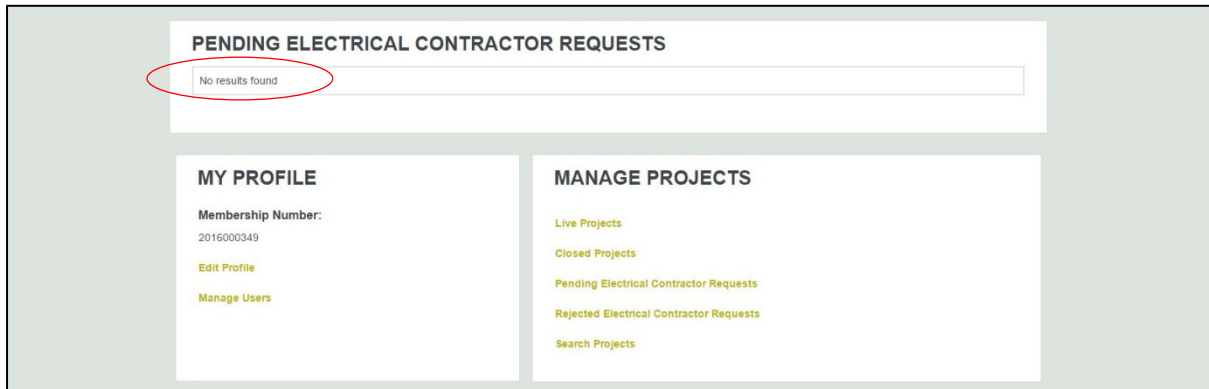 PENDING ELECTRICAL CONTRACTOR REQUESTS
No results found
MY PROFILE
Membership Number:
2016000349
Edit Profile
Manage Users
MANAGE PROJECTS
Live Projects
Closed Projects
Pending Electrical Contractor Requests
Rejected Electrical Contractor Requests
Search Projects